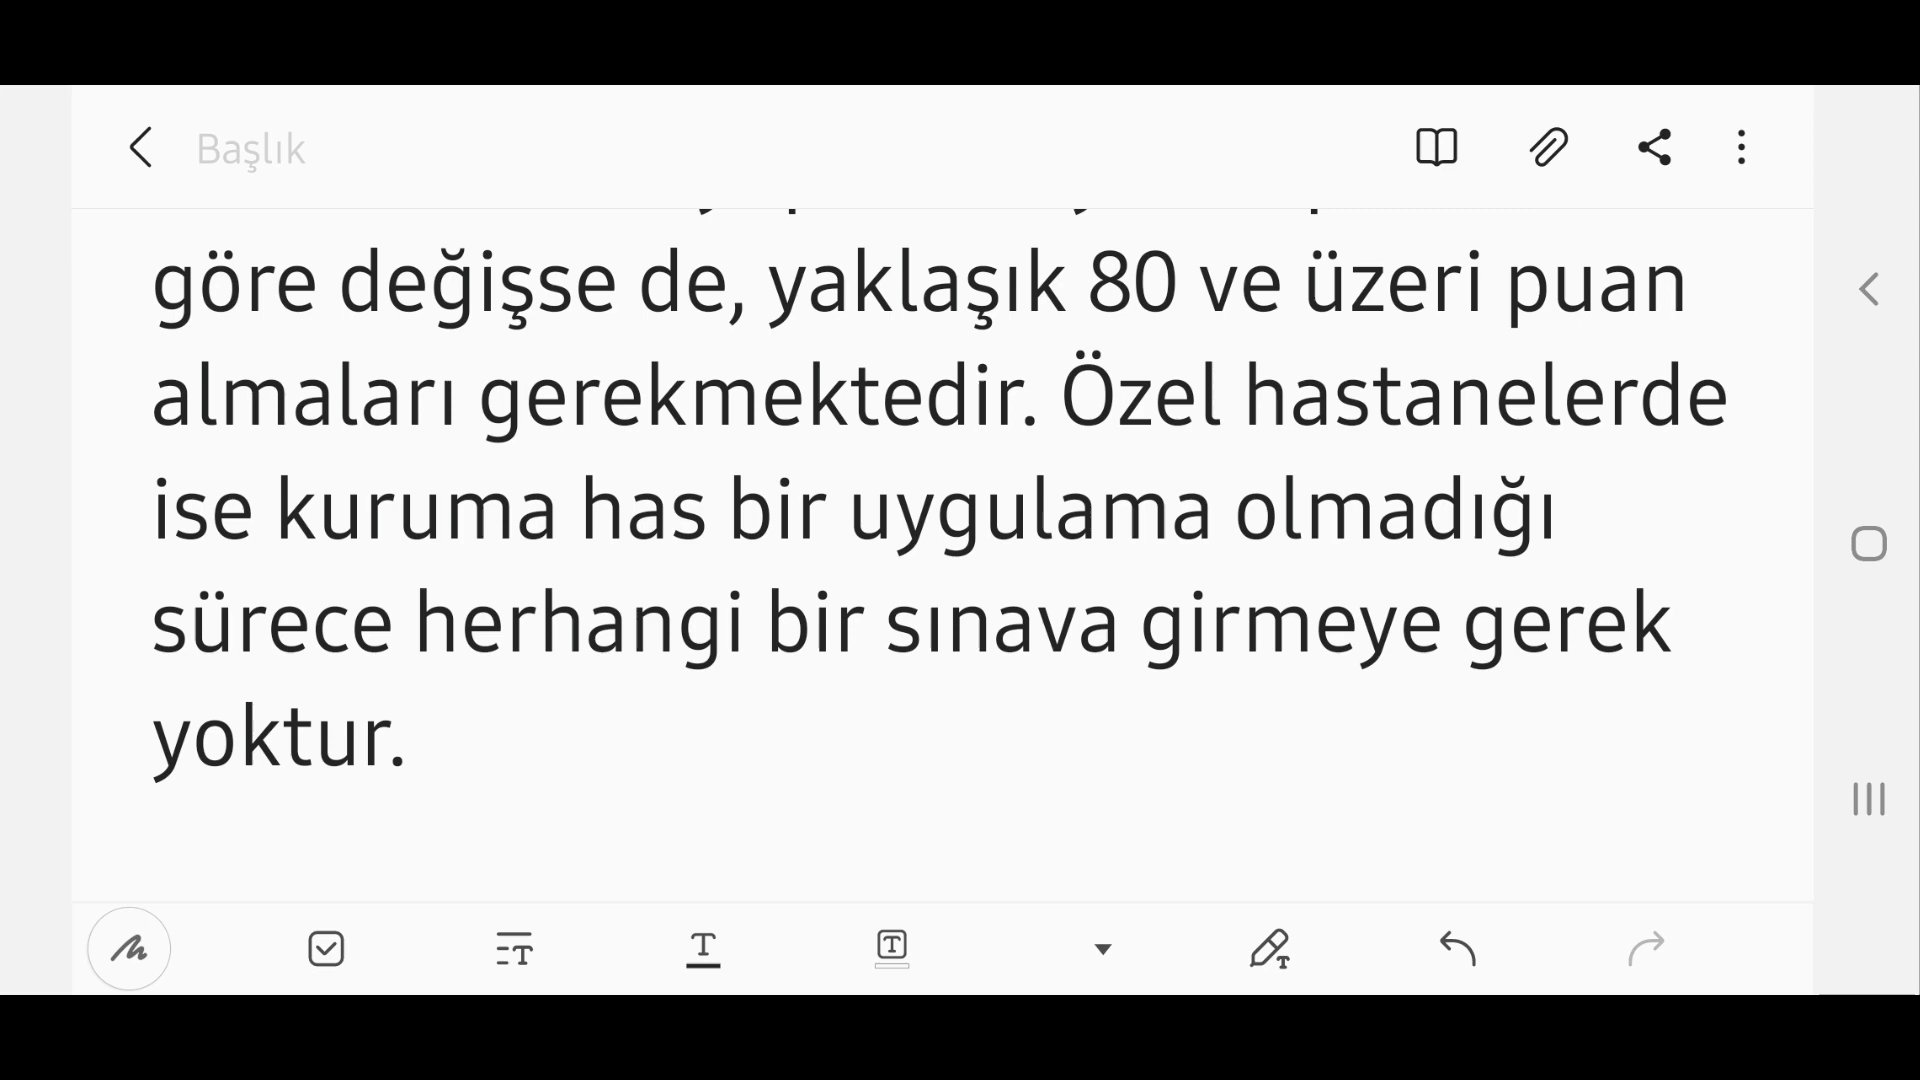 Başlık
göre değişse de, yaklaşık 80 ve üzeri puan
almaları gerekmektedir. Özel hastanelerde
ise kuruma has bir uygulama olmadığı
sürece herhangi bir sınava girmeye gerek
yoktur.